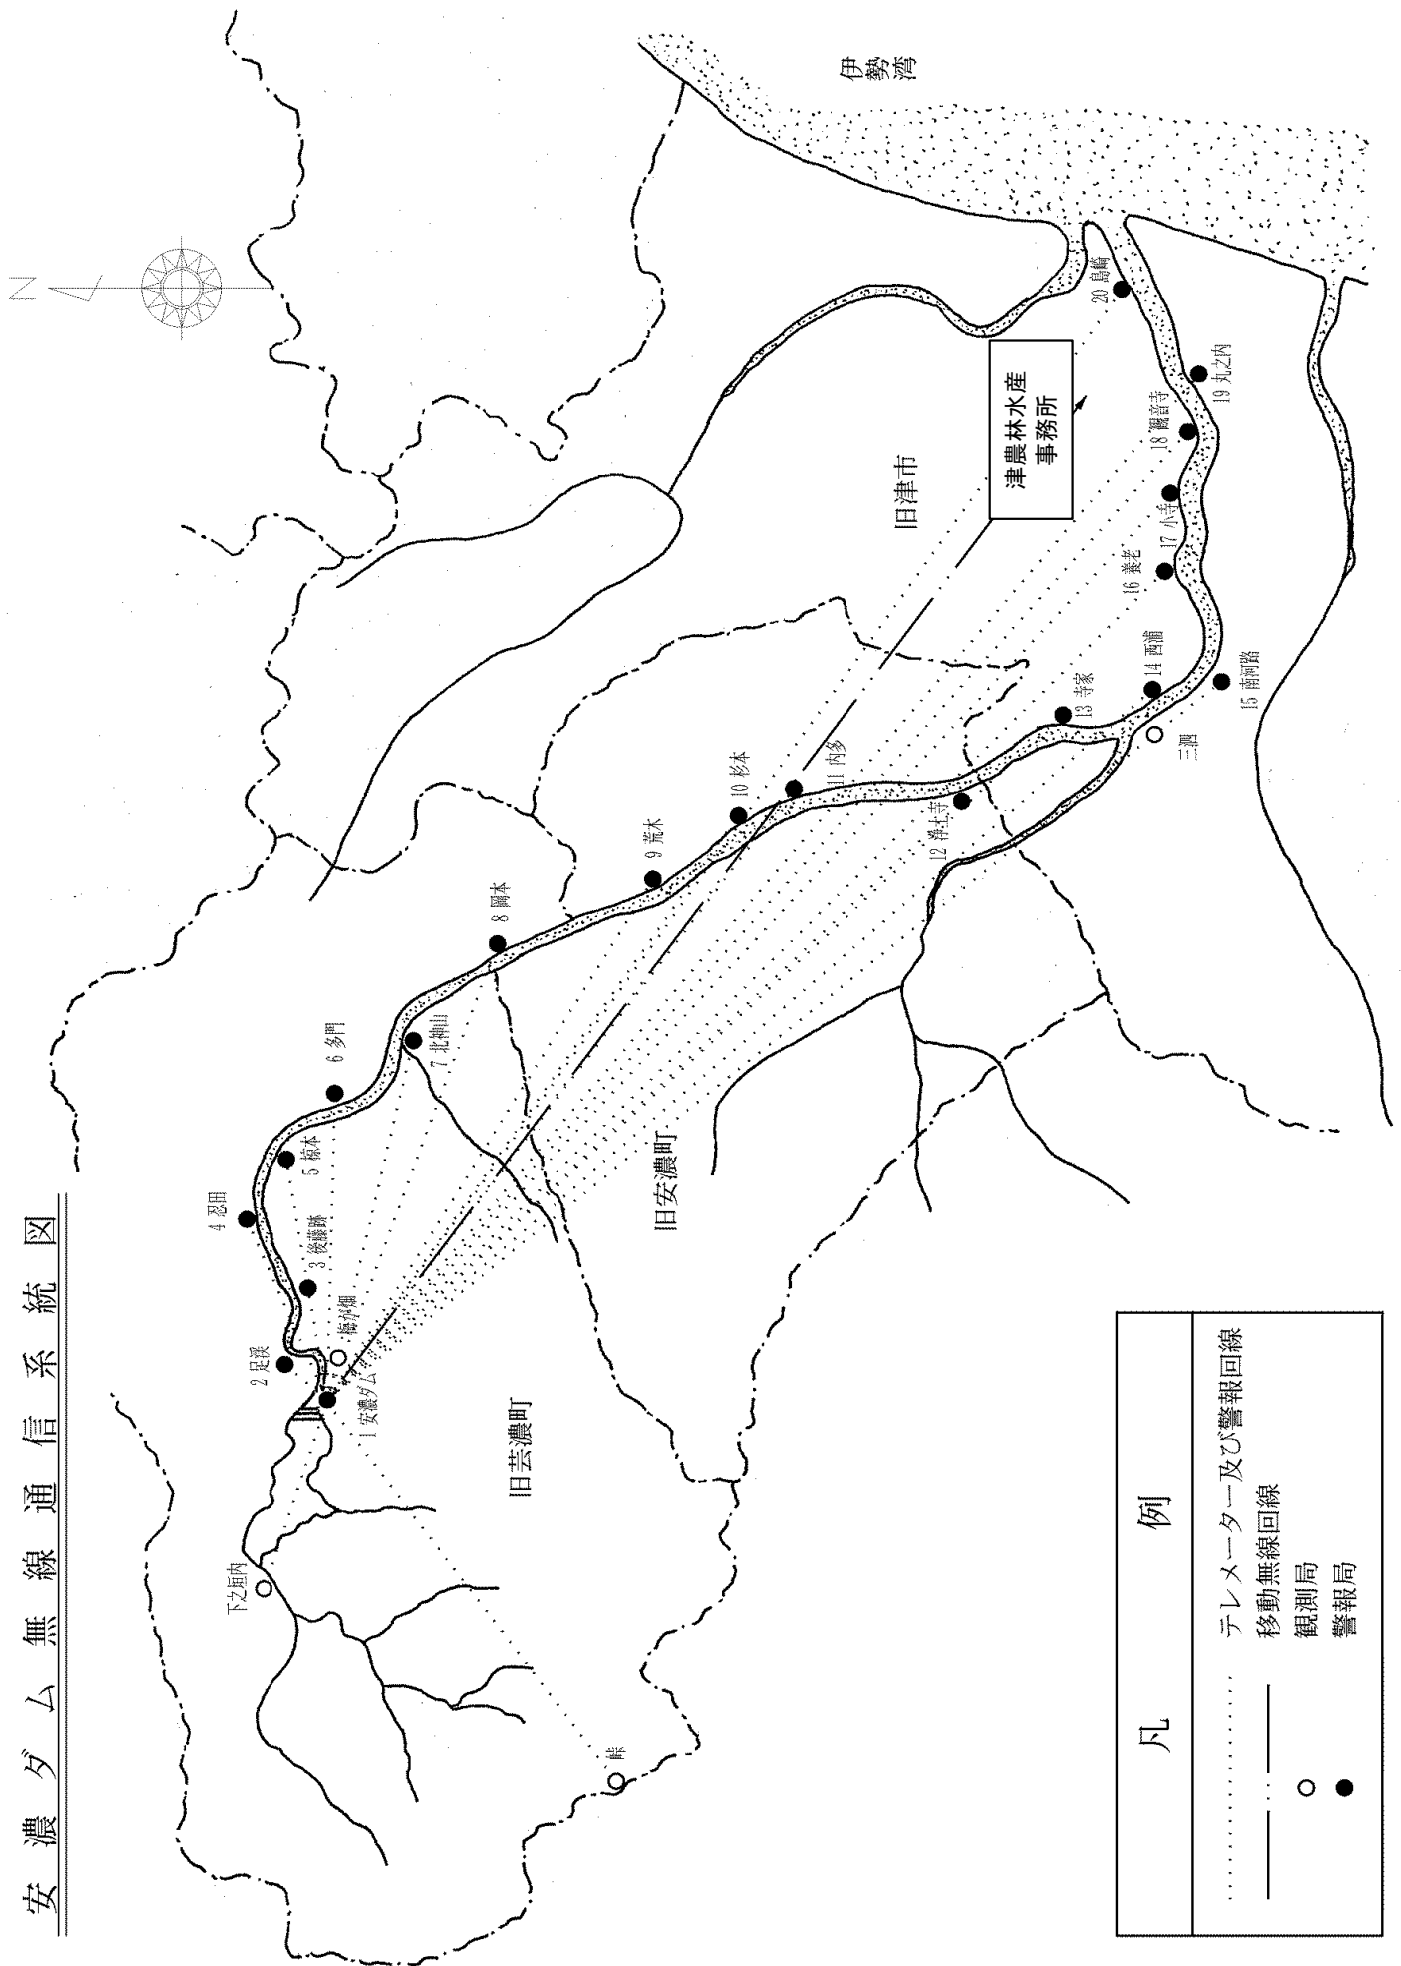 安濃ダム無線通信系統図
N
伊勢湾
下之垣内
峠
1 安濃ダム
梅が畑
2 足渓
3 後藤跡
4 忍田
5 椋本
6 多門
7 北神山
8 岡本
9 荒木
10 杉本
11 内多
12 浄土寺
13 寺家
14 西浦
三泗
15 南河路
16 養老
17 小寺
18 観音寺
19 丸之内
20 島崎
旧芸濃町
旧安濃町
旧津市
津農林水産
事務所
凡例
テレメーター及び警報回線
移動無線回線
観測局
警報局